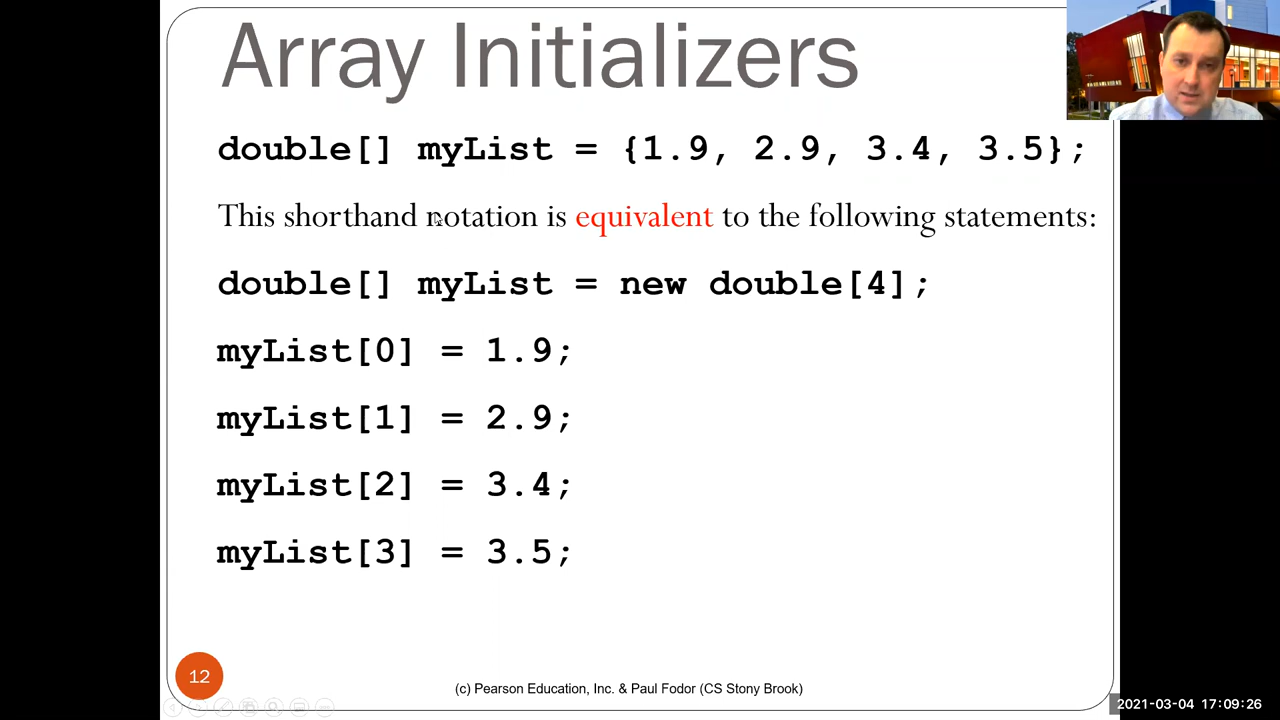 Array Initializers
double[] myList = {1.9, 2.9, 3.4, 3.5};
This shorthand notation is equivalent to the following statements:
double[] myList = new double[4];
myList[0] = 1.9;
myList[1] = 2.9;
myList[2] = 3.4;
myList[3] = 3.5;
12
(c) Pearson Education, Inc. & Paul Fodor (CS Stony Brook)
2021-03-04 17:09:26